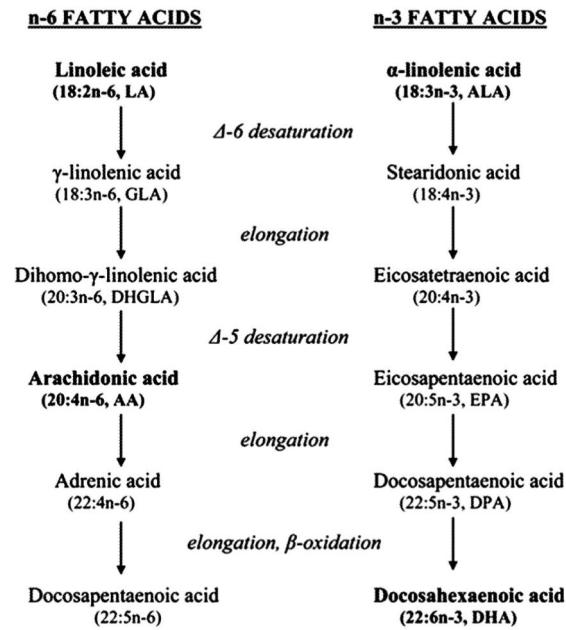 n-6 FATTY ACIDS
n-3 FATTY ACIDS
Linoleic acid
(18:2n-6, LA)
α-linolenic acid
(18:3n-3, ALA)
Δ-6 desaturation
γ-linolenic acid
(18:3n-6, GLA)
Stearidonic acid
(18:4n-3)
elongation
Dihomo-γ-linolenic acid
(20:3n-6, DHGLA)
Eicosatetraenoic acid
(20:4n-3)
Δ-5 desaturation
Arachidonic acid
(20:4n-6, AA)
Eicosapentaenoic acid
(20:5n-3, EPA)
elongation
Adrenic acid
(22:4n-6)
Docosapentaenoic acid
(22:5n-3, DPA)
elongation, β-oxidation
Docosapentaenoic acid
(22:5n-6)
Docosahexaenoic acid
(22:6n-3, DHA)